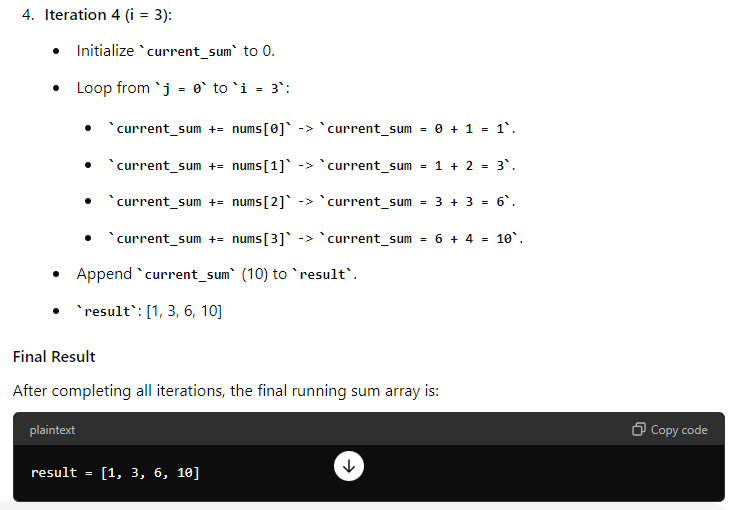 4. Iteration 4 (i = 3):
• Initialize `current_sum` to 0.
• Loop from `j = 0` to `i = 3`:
• `current_sum += nums[0]` -> `current_sum = 0 + 1 = 1`.
• `current_sum += nums[1]` -> `current_sum = 1 + 2 = 3`.
• `current_sum += nums[2]` -> `current_sum = 3 + 3 = 6`.
• `current_sum += nums[3]` -> `current_sum = 6 + 4 = 10`.
• Append `current_sum` (10) to `result`.
• `result`: [1, 3, 6, 10]
Final Result
After completing all iterations, the final running sum array is:
plaintext Copy code
result = [1, 3, 6, 10]